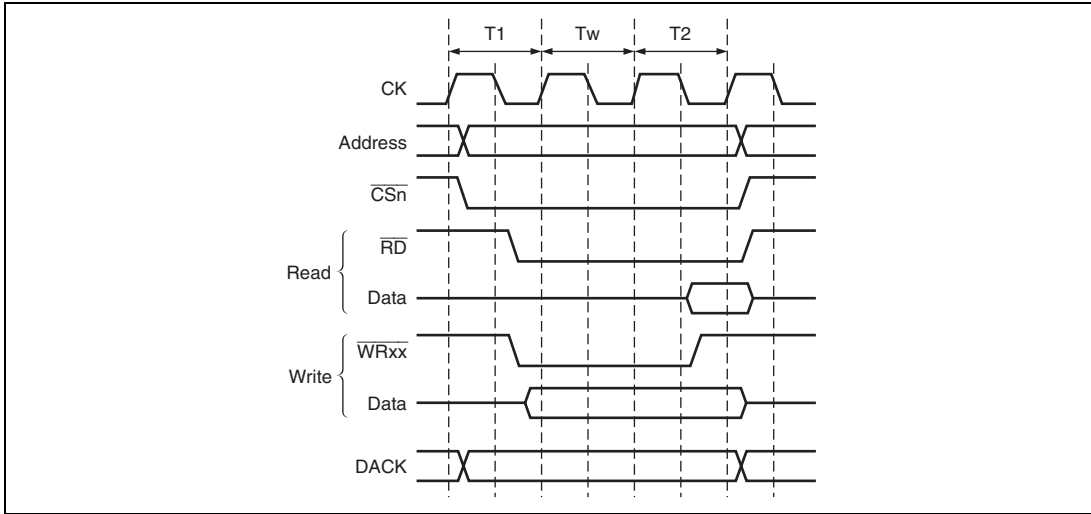 T1 Tw T2
CK
Address
CSn
RD
Read
Data
WRxx
Write
Data
DACK